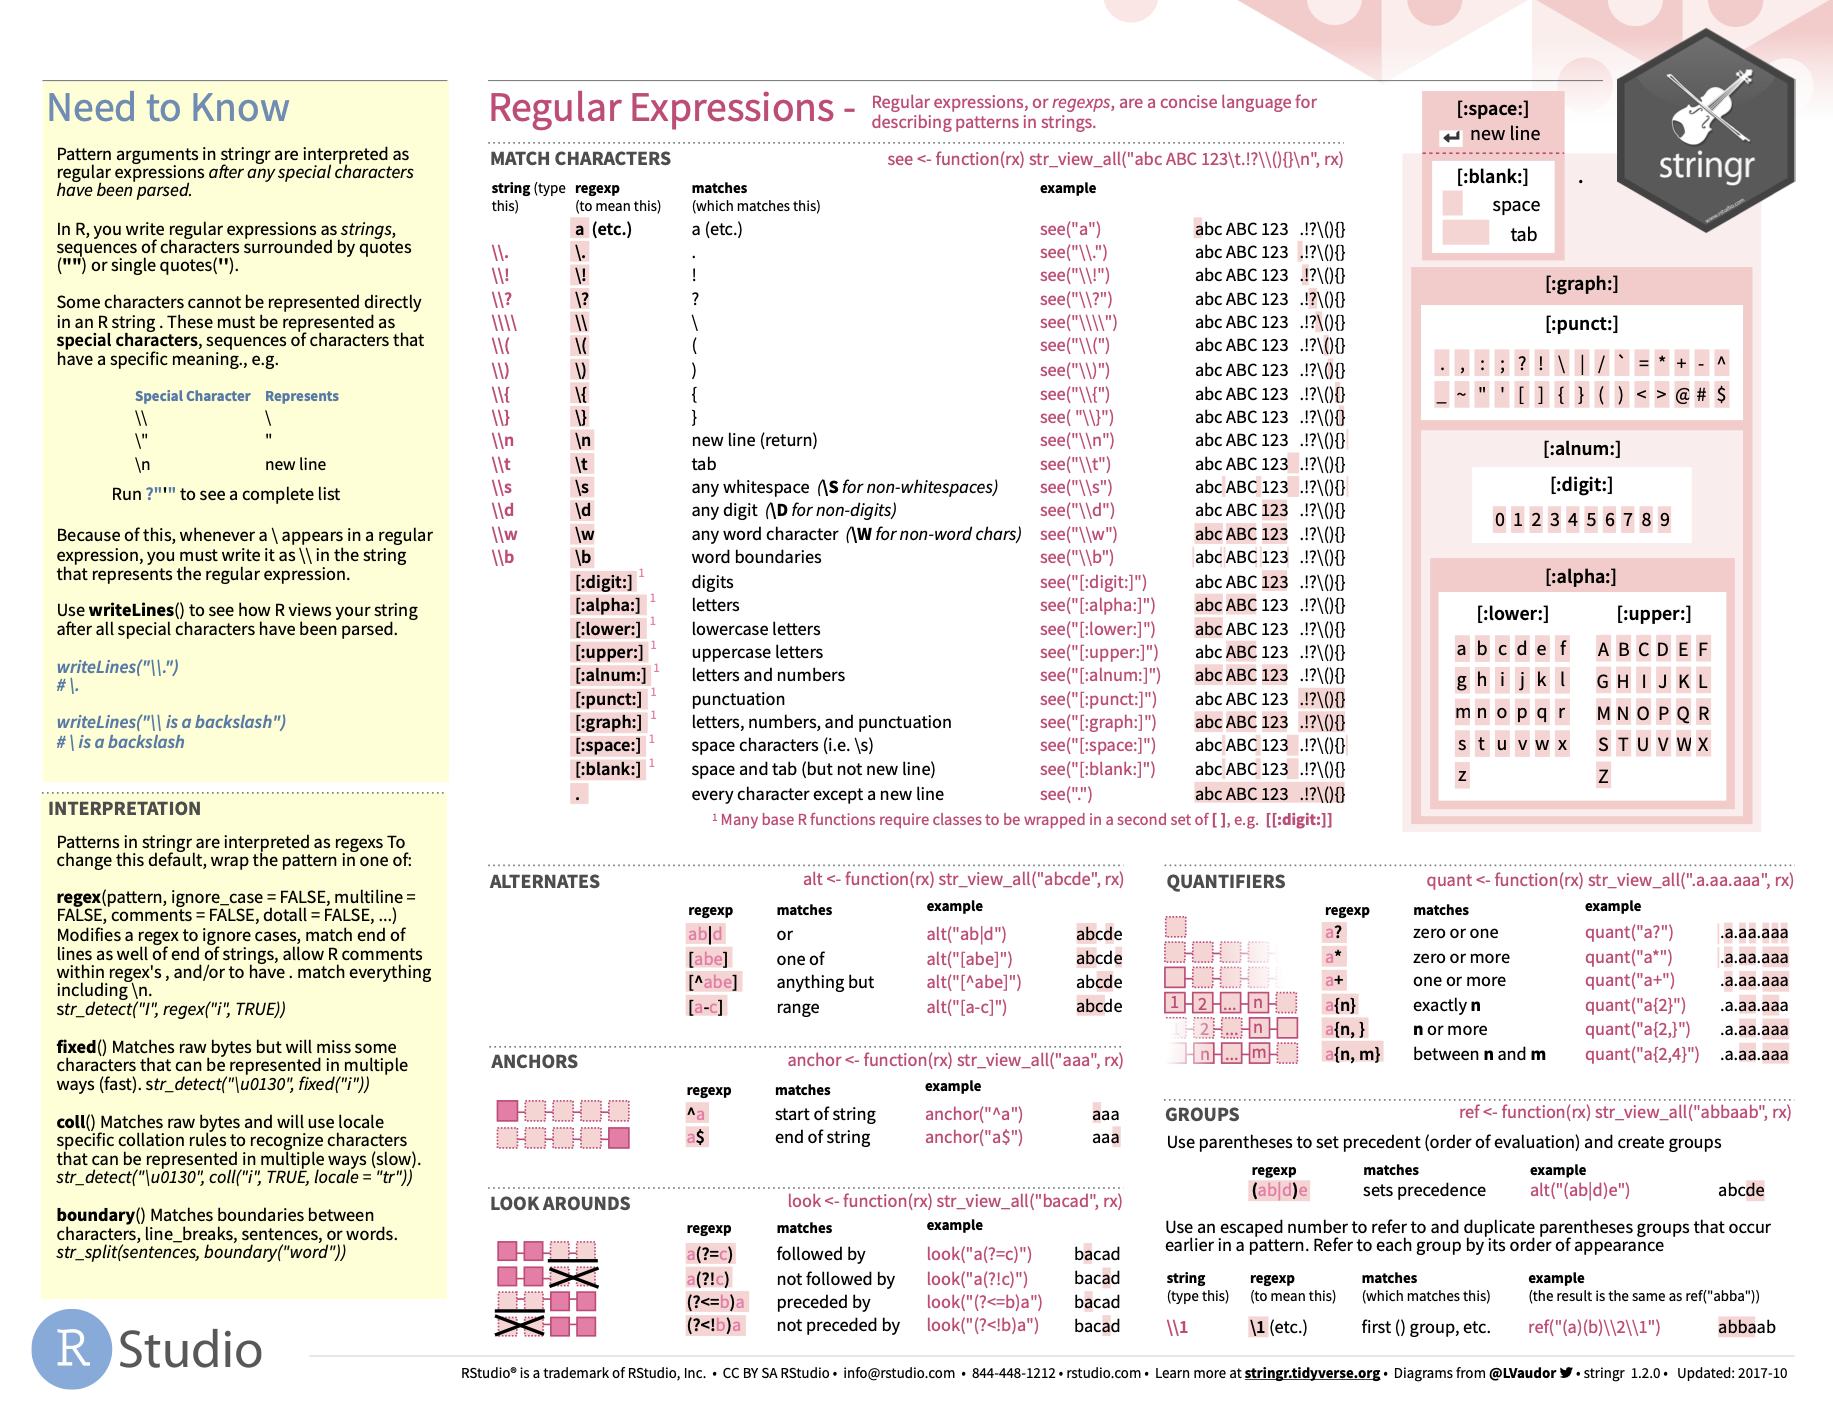 Need to Know
Pattern arguments in stringr are interpreted as
regular expressions after any special characters
have been parsed.
In R, you write regular expressions as strings,
sequences of characters surrounded by quotes
("") or single quotes('').
Some characters cannot be represented directly
in an R string . These must be represented as
special characters, sequences of characters that
have a specific meaning., e.g.
Special Character Represents
\\ \
\" "
\n new line
Run ?"'" to see a complete list
Because of this, whenever a \ appears in a regular
expression, you must write it as \\ in the string
that represents the regular expression.
Use writeLines() to see how R views your string
after all special characters have been parsed.
writeLines("\\.")
# \.
writeLines("\\ is a backslash")
# \ is a backslash
INTERPRETATION
Patterns in stringr are interpreted as regexs To
change this default, wrap the pattern in one of:
regex(pattern, ignore_case = FALSE, multiline =
FALSE, comments = FALSE, dotall = FALSE, ...)
Modifies a regex to ignore cases, match end of
lines as well of end of strings, allow R comments
within regex's , and/or to have . match everything
including \n.
str_detect("I", regex("i", TRUE))
fixed() Matches raw bytes but will miss some
characters that can be represented in multiple
ways (fast). str_detect("\u0130", fixed("i"))
coll() Matches raw bytes and will use locale
specific collation rules to recognize characters
that can be represented in multiple ways (slow).
str_detect("\u0130", coll("i", TRUE, locale = "tr"))
boundary() Matches boundaries between
characters, line_breaks, sentences, or words.
str_split(sentences, boundary("word"))
Regular Expressions -
Regular expressions, or regexps, are a concise language for
describing patterns in strings.
MATCH CHARACTERS see <- function(rx) str_view_all("abc ABC 123\t.!?\\(){}\n", rx)
string (type regexp matches example
this) (to mean this) (which matches this)
a (etc.) a (etc.) see("a") abc ABC 123 .!?\(){}
\\. \. . see("\\.") abc ABC 123 .!?\(){}
\\! \! ! see("\\!") abc ABC 123 .!?\(){}
\\? \? ? see("\\?") abc ABC 123 .!?\(){}
\\\\ \\ \ see("\\\\") abc ABC 123 .!?\(){}
\\( \( ( see("\\(") abc ABC 123 .!?\(){}
\\) \) ) see("\\)") abc ABC 123 .!?\(){}
\\{ \{ { see("\\{") abc ABC 123 .!?\(){}
\\} \} } see( "\\}") abc ABC 123 .!?\(){}
\\n \n new line (return) see("\\n") abc ABC 123 .!?\(){}
\\t \t tab see("\\t") abc ABC 123 .!?\(){}
\\s \s any whitespace (\S for non-whitespaces) see("\\s") abc ABC 123 .!?\(){}
\\d \d any digit (\D for non-digits) see("\\d") abc ABC 123 .!?\(){}
\\w \w any word character (\W for non-word chars) see("\\w") abc ABC 123 .!?\(){}
\\b \b word boundaries see("\\b") abc ABC 123 .!?\(){}
[:digit:] 1 digits see("[:digit:]") abc ABC 123 .!?\(){}
[:alpha:] 1 letters see("[:alpha:]") abc ABC 123 .!?\(){}
[:lower:] 1 lowercase letters see("[:lower:]") abc ABC 123 .!?\(){}
[:upper:] 1 uppercase letters see("[:upper:]") abc ABC 123 .!?\(){}
[:alnum:] 1 letters and numbers see("[:alnum:]") abc ABC 123 .!?\(){}
[:punct:] 1 punctuation see("[:punct:]") abc ABC 123 .!?\(){}
[:graph:] 1 letters, numbers, and punctuation see("[:graph:]") abc ABC 123 .!?\(){}
[:space:] 1 space characters (i.e. \s) see("[:space:]") abc ABC 123 .!?\(){}
[:blank:] 1 space and tab (but not new line) see("[:blank:]") abc ABC 123 .!?\(){}
. every character except a new line see(".") abc ABC 123 .!?\(){}
1 Many base R functions require classes to be wrapped in a second set of [ ], e.g. [[:digit:]]
[:space:]
new line
[:blank:] .
space
tab
[:graph:]
[:punct:]
. , : ; ? ! \ | / ` = * + - ^
_ ~ " ' [ ] { } ( ) < > @ # $
[:alnum:]
[:digit:]
0 1 2 3 4 5 6 7 8 9
[:alpha:]
[:lower:] [:upper:]
a b c d e f A B C D E F
g h i j k l G H I J K L
m n o p q r M N O P Q R
s t u v w x S T U V W X
z Z
stringr
www.rstudio.com
ALTERNATES alt <- function(rx) str_view_all("abcde", rx)
regexp matches example
ab|d or alt("ab|d") abcde
[abe] one of alt("[abe]") abcde
[^abe] anything but alt("[^abe]") abcde
[a-c] range alt("[a-c]") abcde
ANCHORS anchor <- function(rx) str_view_all("aaa", rx)
regexp matches example
^a start of string anchor("^a") aaa
a$ end of string anchor("a$") aaa
LOOK AROUNDS look <- function(rx) str_view_all("bacad", rx)
regexp matches example
a(?=c) followed by look("a(?=c)") bacad
a(?!c) not followed by look("a(?!c)") bacad
(?<=b)a preceded by look("(?<=b)a") bacad
(?<!b)a not preceded by look("(?<!b)a") bacad
QUANTIFIERS quant <- function(rx) str_view_all(".a.aa.aaa", rx)
regexp matches example
a? zero or one quant("a?") .a.aa.aaa
a* zero or more quant("a*") .a.aa.aaa
a+ one or more quant("a+") .a.aa.aaa
1 2 ... n a{n} exactly n quant("a{2}") .a.aa.aaa
1 2 ... n a{n, } n or more quant("a{2,}") .a.aa.aaa
n ... m a{n, m} between n and m quant("a{2,4}") .a.aa.aaa
GROUPS ref <- function(rx) str_view_all("abbaab", rx)
Use parentheses to set precedent (order of evaluation) and create groups
regexp matches example
(ab|d)e sets precedence alt("(ab|d)e") abcde
Use an escaped number to refer to and duplicate parentheses groups that occur
earlier in a pattern. Refer to each group by its order of appearance
string regexp matches example
(type this) (to mean this) (which matches this) (the result is the same as ref("abba"))
\\1 \1 (etc.) first () group, etc. ref("(a)(b)\\2\\1") abbaab
R Studio
RStudio® is a trademark of RStudio, Inc. • CC BY SA RStudio • info@rstudio.com • 844-448-1212 • rstudio.com • Learn more at stringr.tidyverse.org • Diagrams from @LVaudor • stringr 1.2.0 • Updated: 2017-10